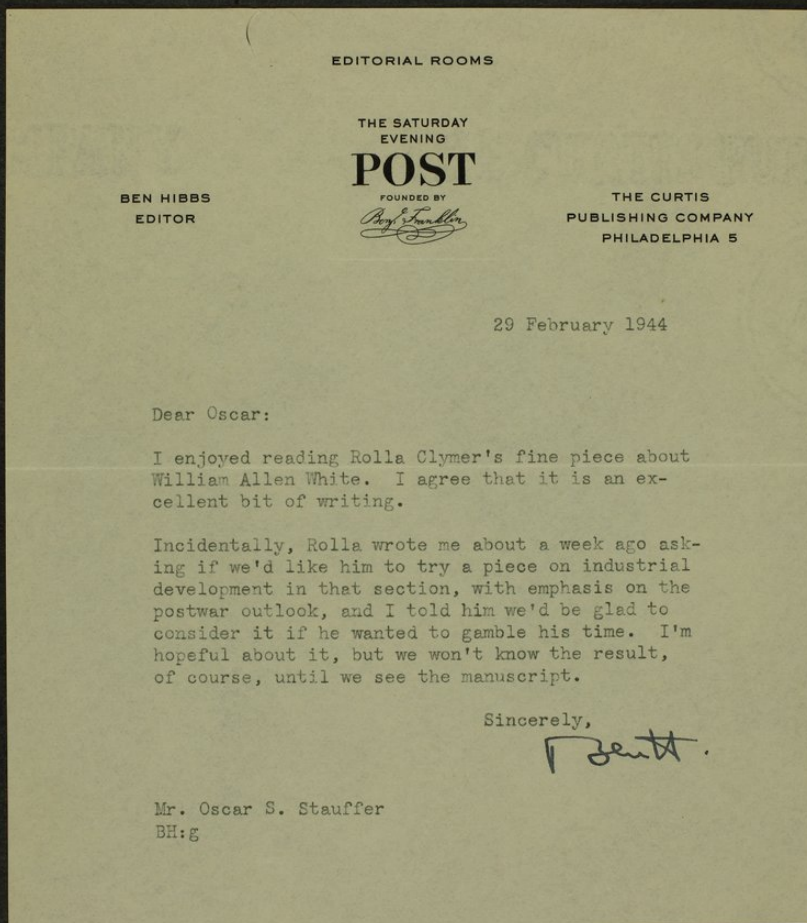 EDITORIAL ROOMS
THE SATURDAY
EVENING
POST
FOUNDED BY
Benj. Franklin
BEN HIBBS
EDITOR
THE CURTIS
PUBLISHING COMPANY
PHILADELPHIA 5
29 February 1944
Dear Oscar:
I enjoyed reading Rolla Clymer's fine piece about
William Allen White.  I agree that it is an ex-
cellent bit of writing.
Incidentally, Rolla wrote me about a week ago ask-
ing if we'd like him to try a piece on industrial
development in that section, with emphasis on the
postwar outlook, and I told him we'd be glad to
consider it if he wanted to gamble his time.  I'm
hopeful about it, but we won't know the result,
of course, until we see the manuscript.
Sincerely,
Mr. Oscar S. Stauffer
BH:g